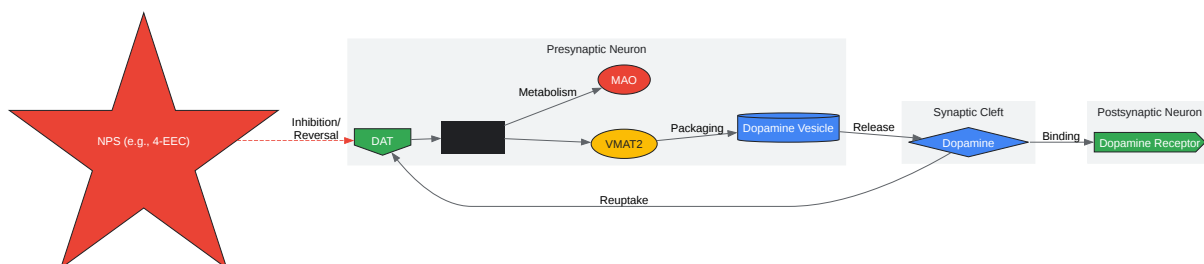 Presynaptic Neuron
MAO
Metabolism
Synaptic Cleft
Postsynaptic Neuron
Inhibition/
Reversal
NPS (e.g., 4-EEC)
DAT
VMAT2
Packaging
Dopamine Vesicle
Release
Dopamine
Binding
Dopamine Receptor
Reuptake